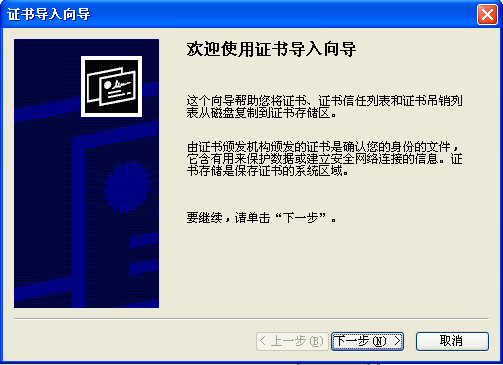 证书导入向导
欢迎使用证书导入向导
这个向导帮助您将证书、证书信任列表和证书吊销列
表从磁盘复制到证书存储区。
由证书颁发机构颁发的证书是确认您的身份的文件，
它含有用来保护数据或建立安全网络连接的信息。证
书存储是保存证书的系统区域。
要继续，请单击“下一步”。
< 上一步(B) 下一步(N) > 取消